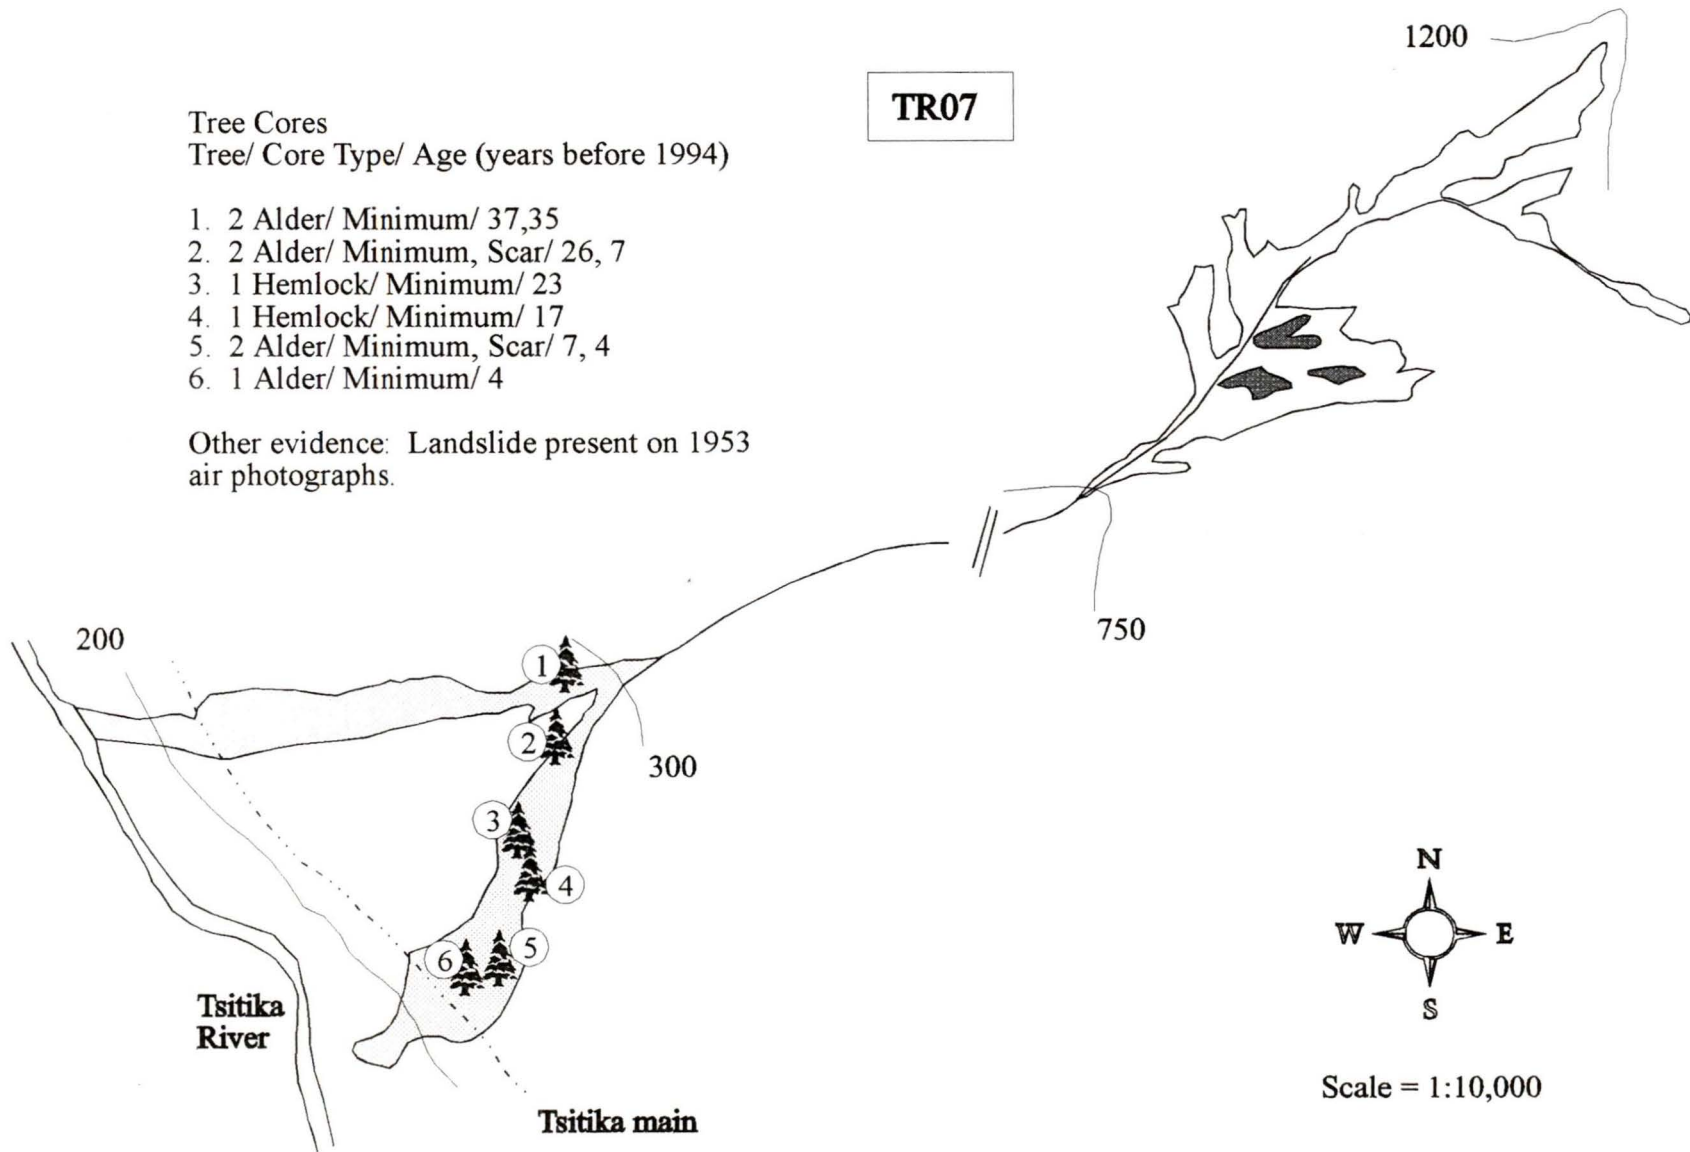 1200
TR07
Tree Cores
Tree/ Core Type/ Age (years before 1994)
1. 2 Alder/ Minimum/ 37,35
2. 2 Alder/ Minimum, Scar/ 26, 7
3. 1 Hemlock/ Minimum/ 23
4. 1 Hemlock/ Minimum/ 17
5. 2 Alder/ Minimum, Scar/ 7, 4
6. 1 Alder/ Minimum/ 4
Other evidence: Landslide present on 1953
air photographs.
750
200
1
2
300
3
4
5
6
N
W E
S
Tsitika
River
Scale = 1:10,000
Tsitika main